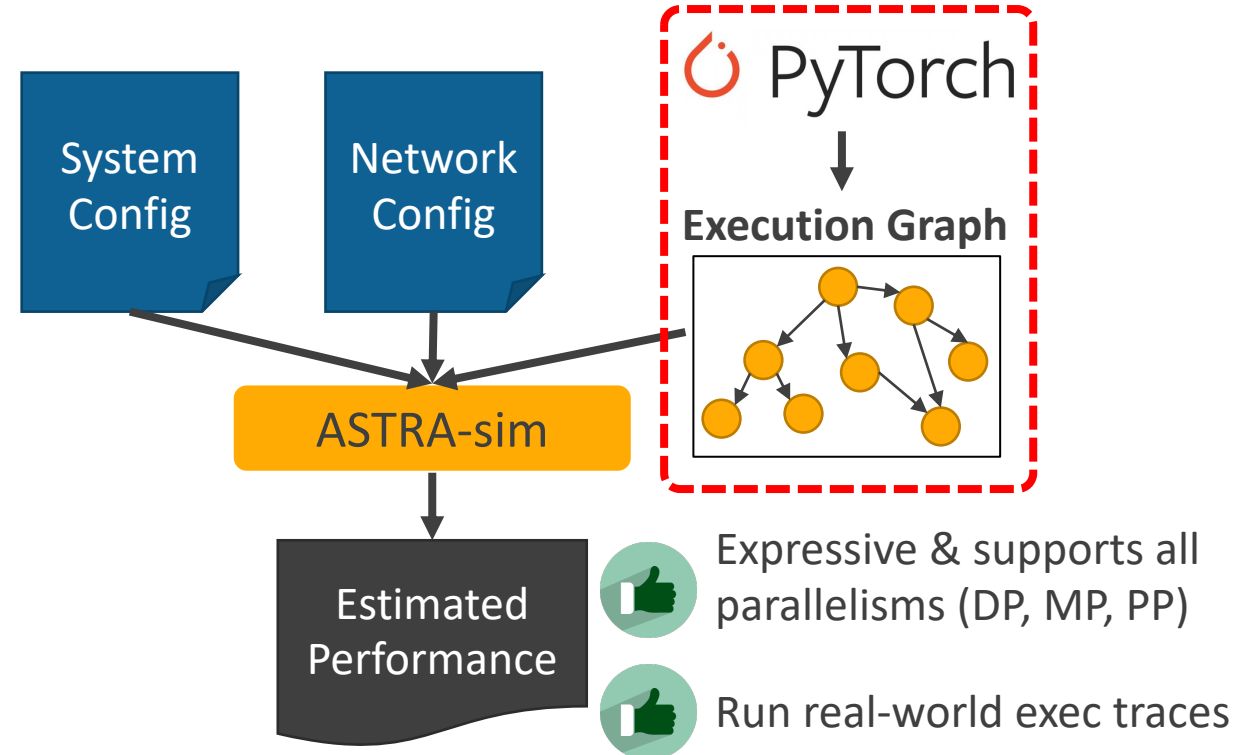 System
Config
Network
Config
PyTorch
Execution Graph
ASTRA-sim
Estimated
Performance
Expressive & supports all
parallelisms (DP, MP, PP)
Run real-world exec traces